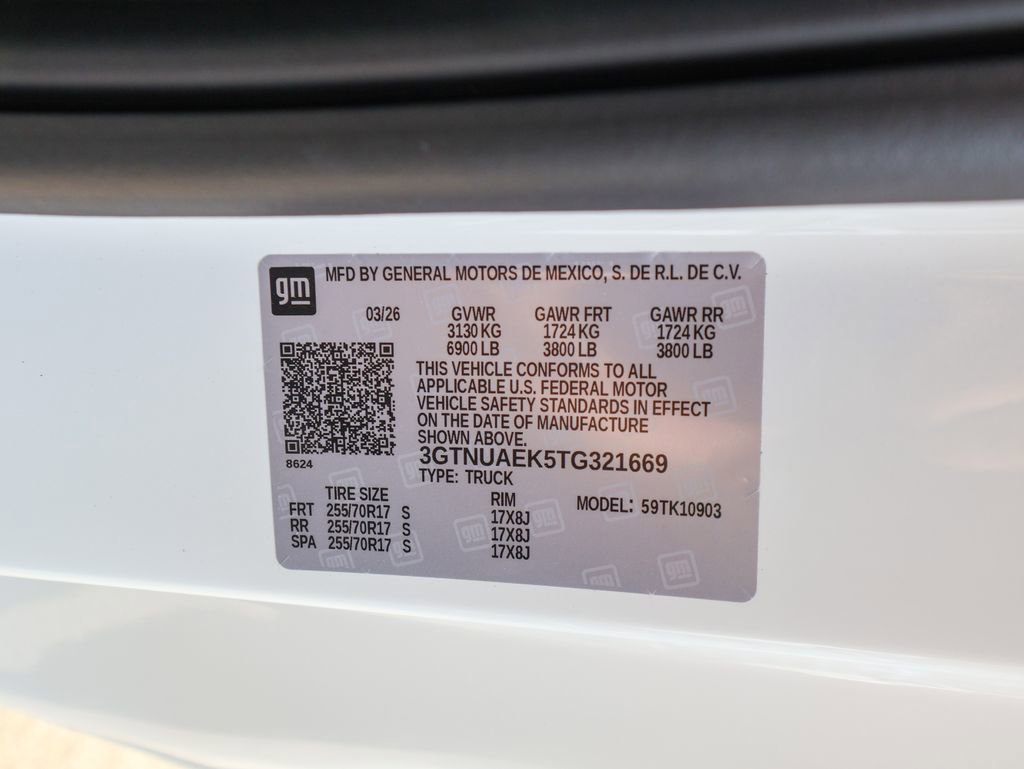 gm MFD BY GENERAL MOTORS DE MEXICO, S. DE R.L. DE C.V.
03/26 GVWR GAWR FRT GAWR RR
3130 KG 1724 KG 1724 KG
6900 LB 3800 LB 3800 LB
THIS VEHICLE CONFORMS TO ALL
APPLICABLE U.S. FEDERAL MOTOR
VEHICLE SAFETY STANDARDS IN EFFECT
ON THE DATE OF MANUFACTURE
SHOWN ABOVE.
8624
3GTNUAEK5TG321669
TYPE: TRUCK
TIRE SIZE RIM MODEL: 59TK10903
FRT 255/70R17 S 17X8J
RR 255/70R17 S 17X8J
SPA 255/70R17 S 17X8J